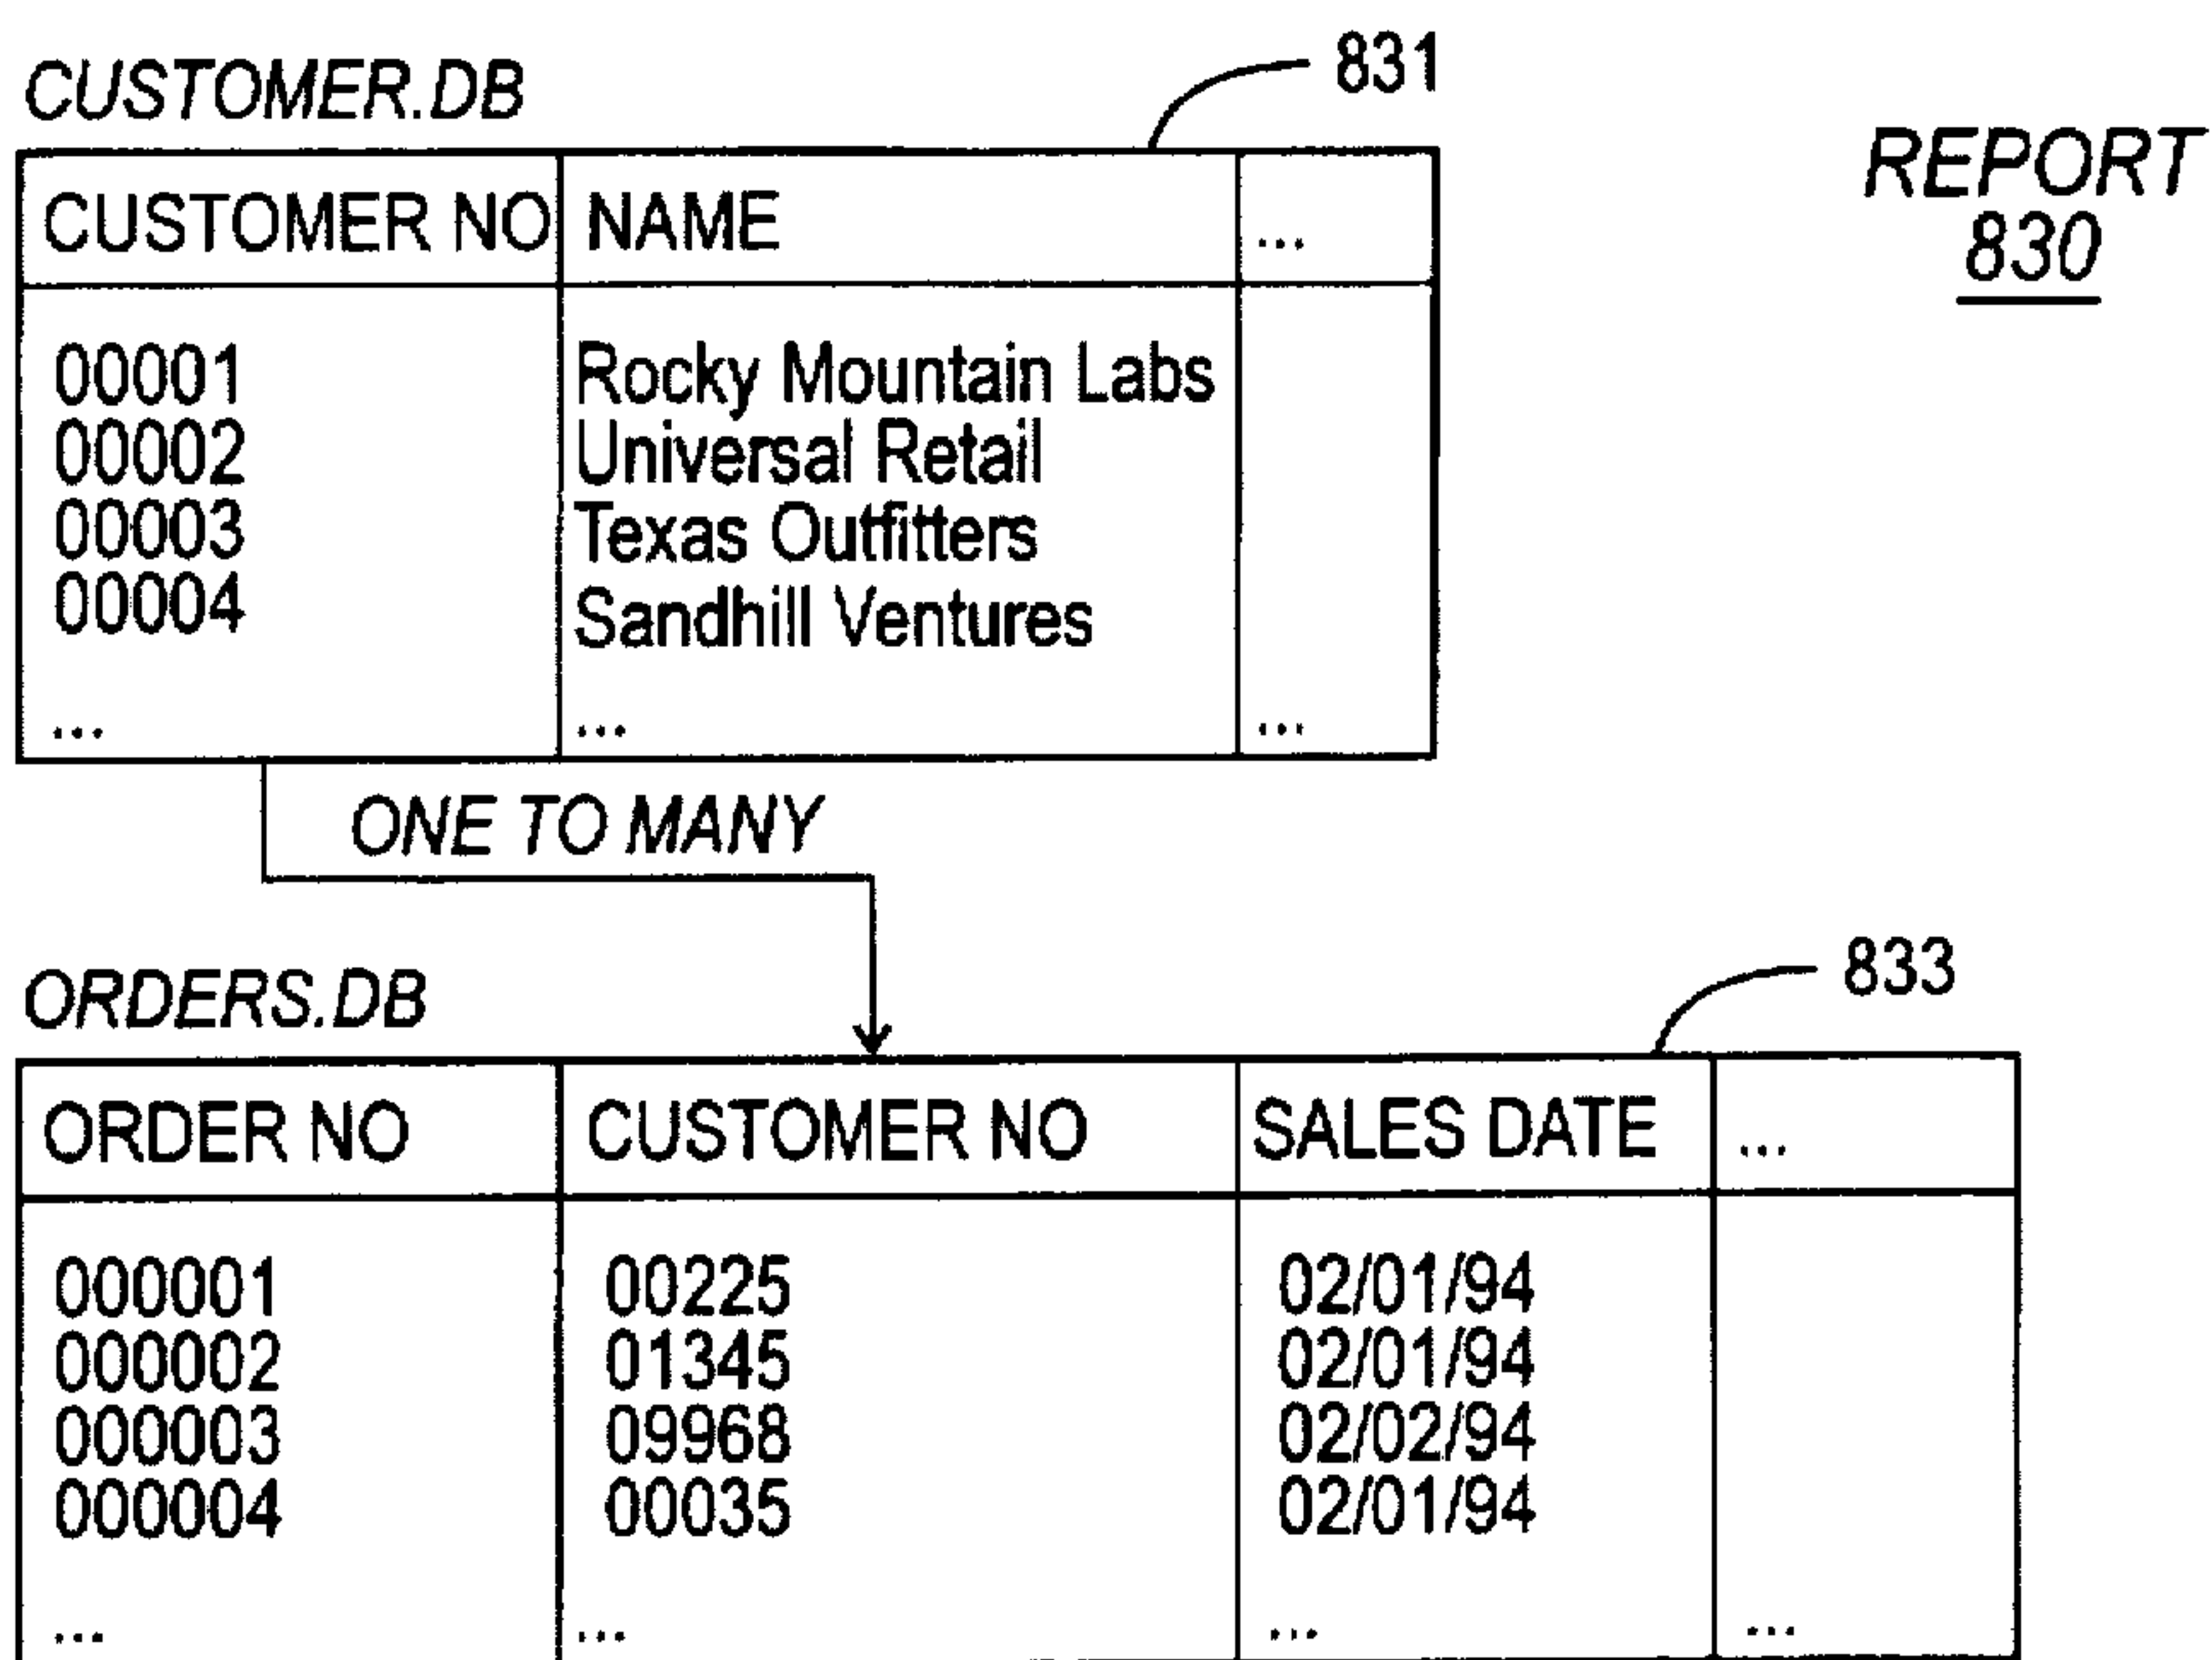 CUSTOMER.DB
831
REPORT
830
CUSTOMER NO NAME ...
00001 Rocky Mountain Labs
00002 Universal Retail
00003 Texas Outfitters
00004 Sandhill Ventures
... ... ...
ONE TO MANY
ORDERS.DB
833
ORDER NO CUSTOMER NO SALES DATE ...
000001 00225 02/01/94
000002 01345 02/01/94
000003 09968 02/02/94
000004 00035 02/01/94
... ... ... ...